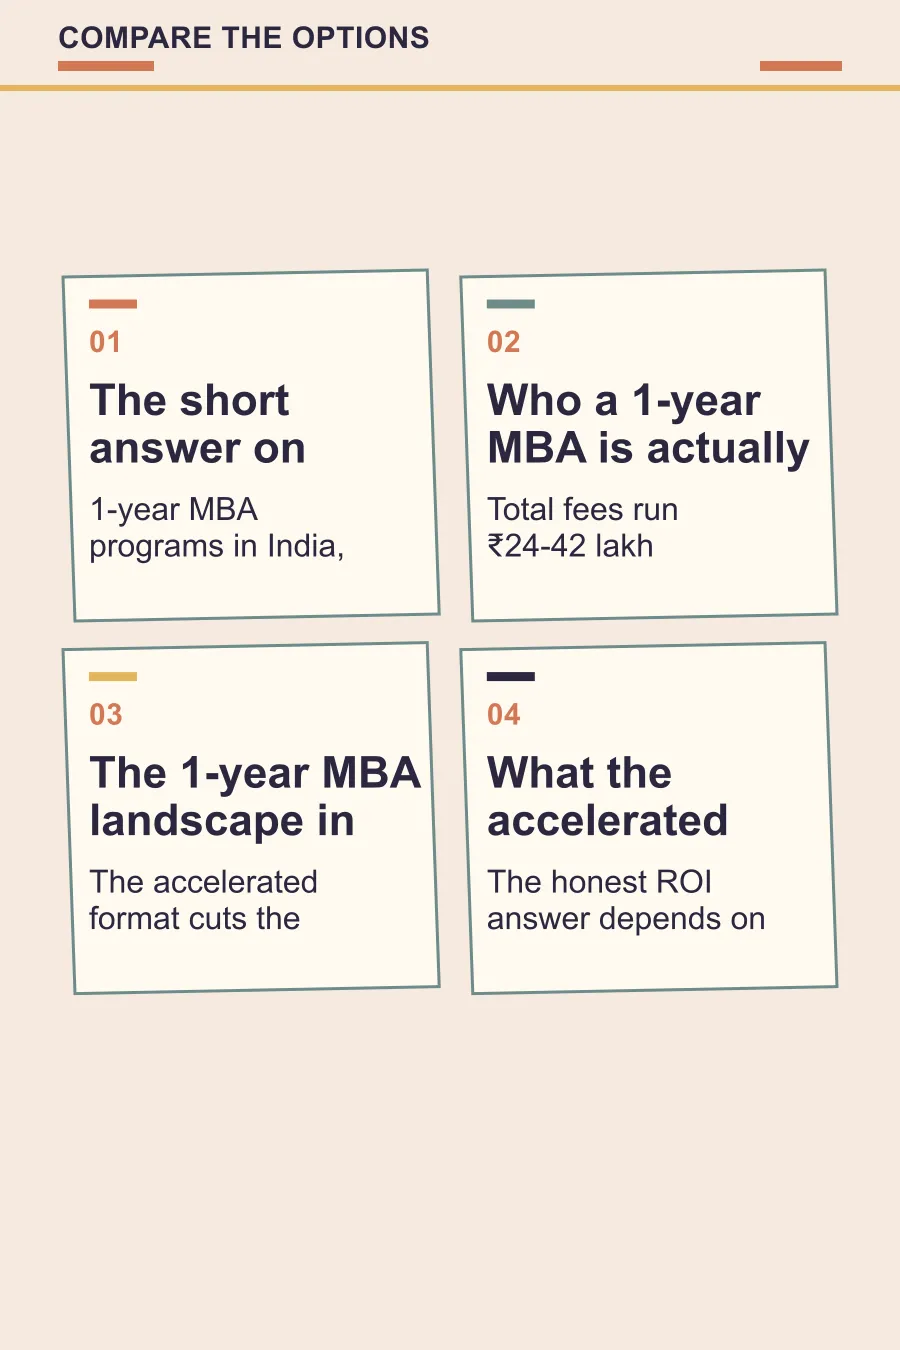 COMPARE THE OPTIONS
01
The short
answer on
1-year MBA
programs in India,
02
Who a 1-year
MBA is actually
Total fees run
₹24-42 lakh
03
The 1-year MBA
landscape in
The accelerated
format cuts the
04
What the
accelerated
The honest ROI
answer depends on